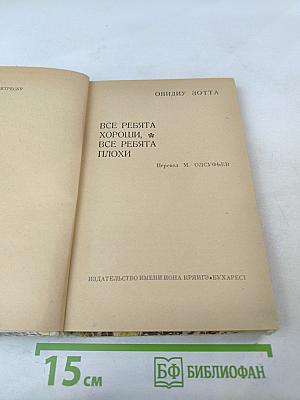 ОВИДИУ ЗОТТА
ВСЕ РЕБЯТА
ХОРОШИ, *
ВСЕ РЕБЯТА
ПЛОХИ
Перевел М. ОЛСУФЬЕВ
ИЗДАТЕЛЬСТВО ИМЕНИ ИОНА КРЯНГЭ • БУХАРЕСТ
15 см
БФ БИБЛИОФАН